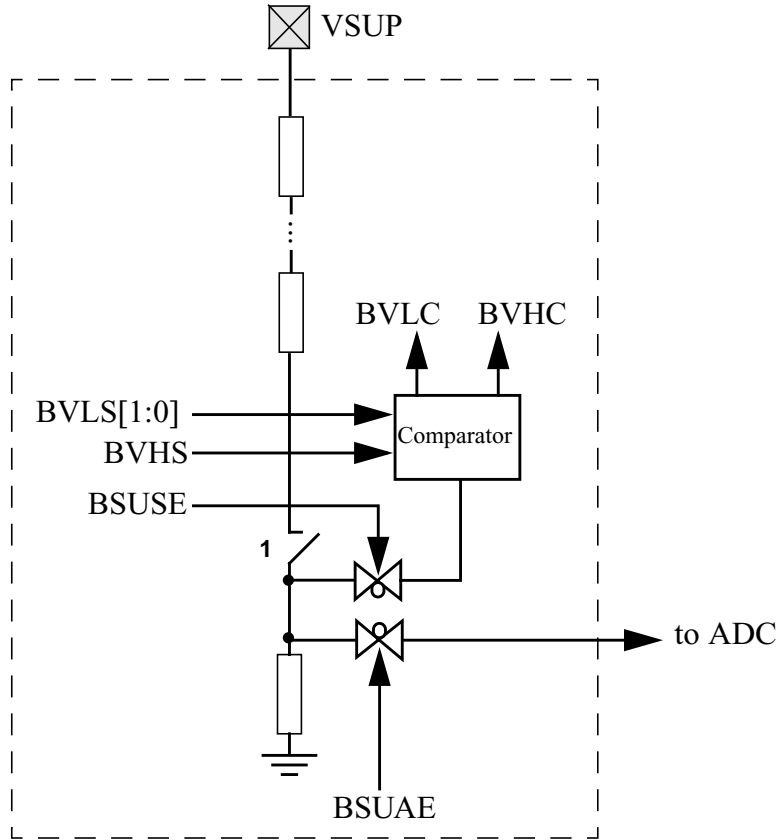 VSUP
BVLC
BVHC
BVLS[1:0]
Comparator
BVHS
BSUSE
1
to ADC
BSUAE